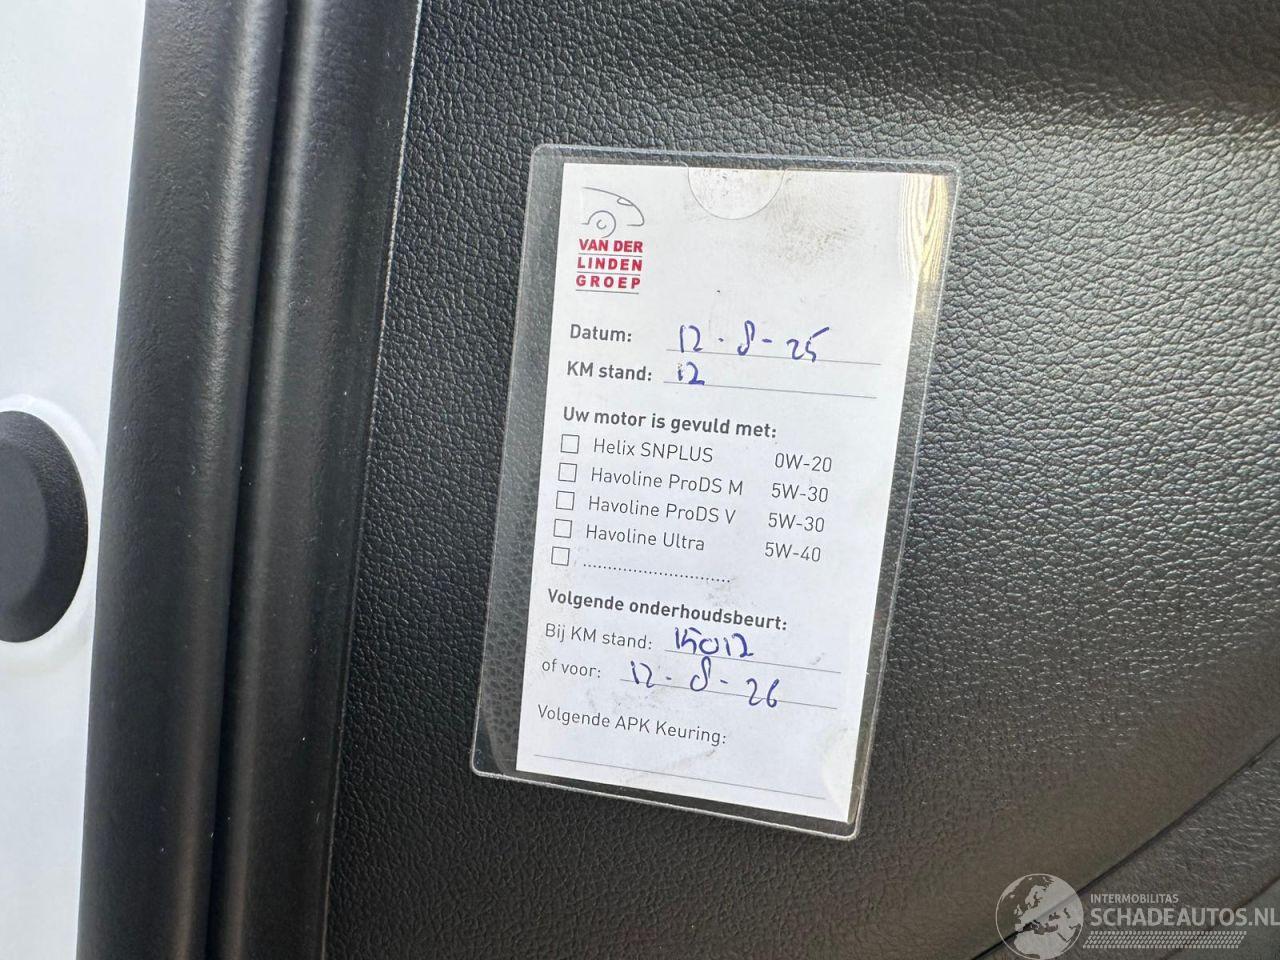 VAN DER
LINDEN
GROEP
Datum: 12-8-25
KM stand: 12
Uw motor is gevuld met:
Helix SNPLUS 0W-20
Havoline ProDS M 5W-30
Havoline ProDS V 5W-30
Havoline Ultra 5W-40
..............................
Volgende onderhoudsbeurt:
Bij KM stand: 15012
of voor: 12-8-26
Volgende APK Keuring:
INTERMOBILITAS
SCHADEAUTOS.NL